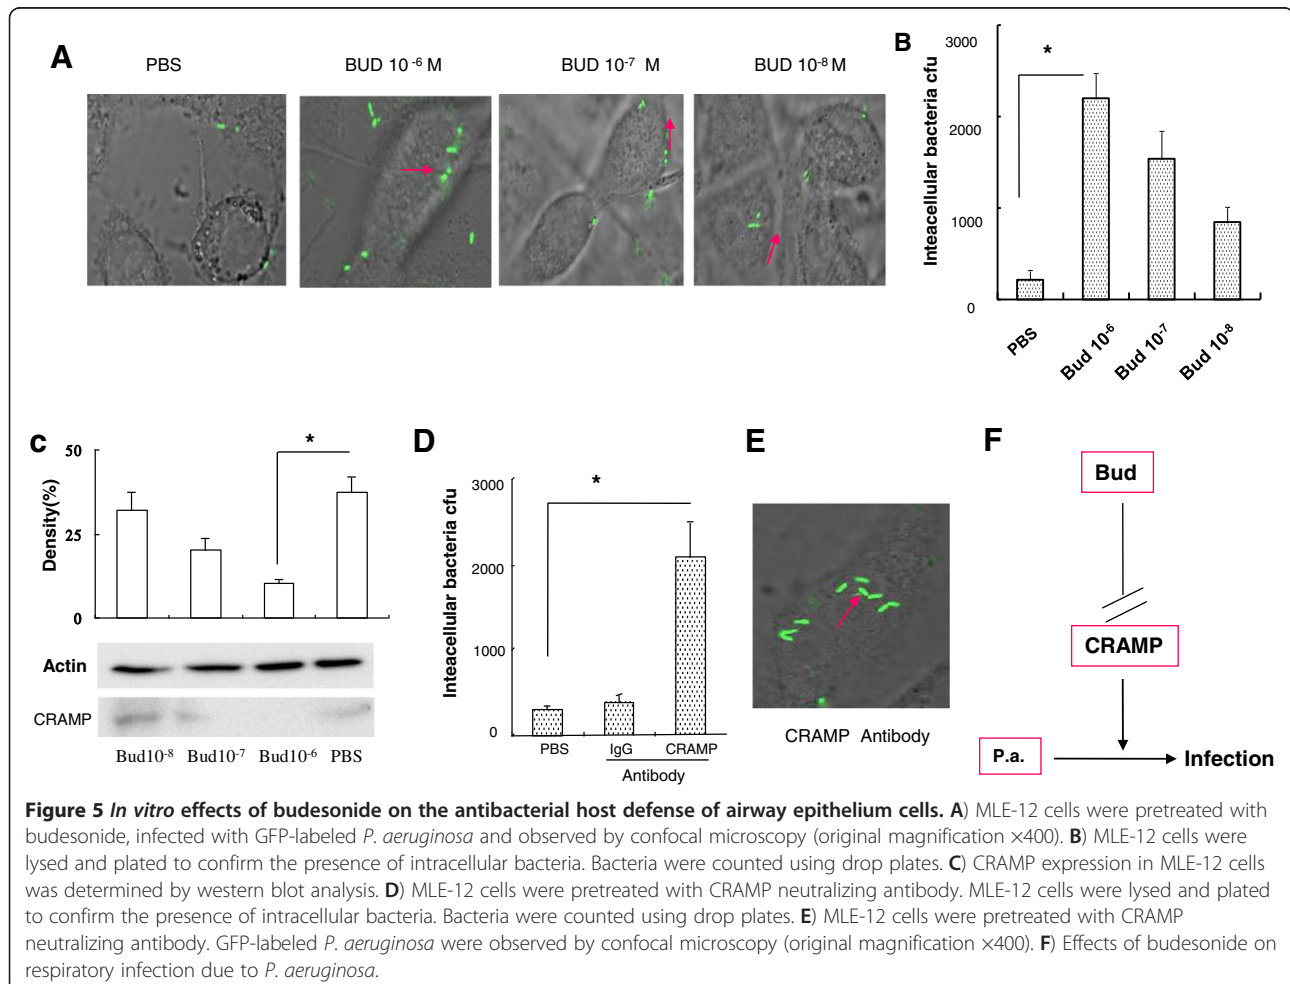 A
PBS
BUD 10⁻⁶ M
BUD 10⁻⁷ M
BUD 10⁻⁸ M
B
Inteacellular bacteria cfu
3000
2000
1000
0
*
PBS
Bud 10⁻⁶
Bud 10⁻⁷
Bud 10⁻⁸
C
Density(%)
50
25
0
*
Actin
CRAMP
Bud10⁻⁸ Bud10⁻⁷ Bud10⁻⁶ PBS
D
Inteacellular bacteria cfu
3000
2000
1000
0
*
PBS IgG CRAMP
Antibody
E
CRAMP Antibody
F
Bud
CRAMP
P.a.
Infection
Figure 5 In vitro effects of budesonide on the antibacterial host defense of airway epithelium cells. A) MLE-12 cells were pretreated with
budesonide, infected with GFP-labeled P. aeruginosa and observed by confocal microscopy (original magnification ×400). B) MLE-12 cells were
lysed and plated to confirm the presence of intracellular bacteria. Bacteria were counted using drop plates. C) CRAMP expression in MLE-12 cells
was determined by western blot analysis. D) MLE-12 cells were pretreated with CRAMP neutralizing antibody. MLE-12 cells were lysed and plated
to confirm the presence of intracellular bacteria. Bacteria were counted using drop plates. E) MLE-12 cells were pretreated with CRAMP
neutralizing antibody. GFP-labeled P. aeruginosa were observed by confocal microscopy (original magnification ×400). F) Effects of budesonide on
respiratory infection due to P. aeruginosa.